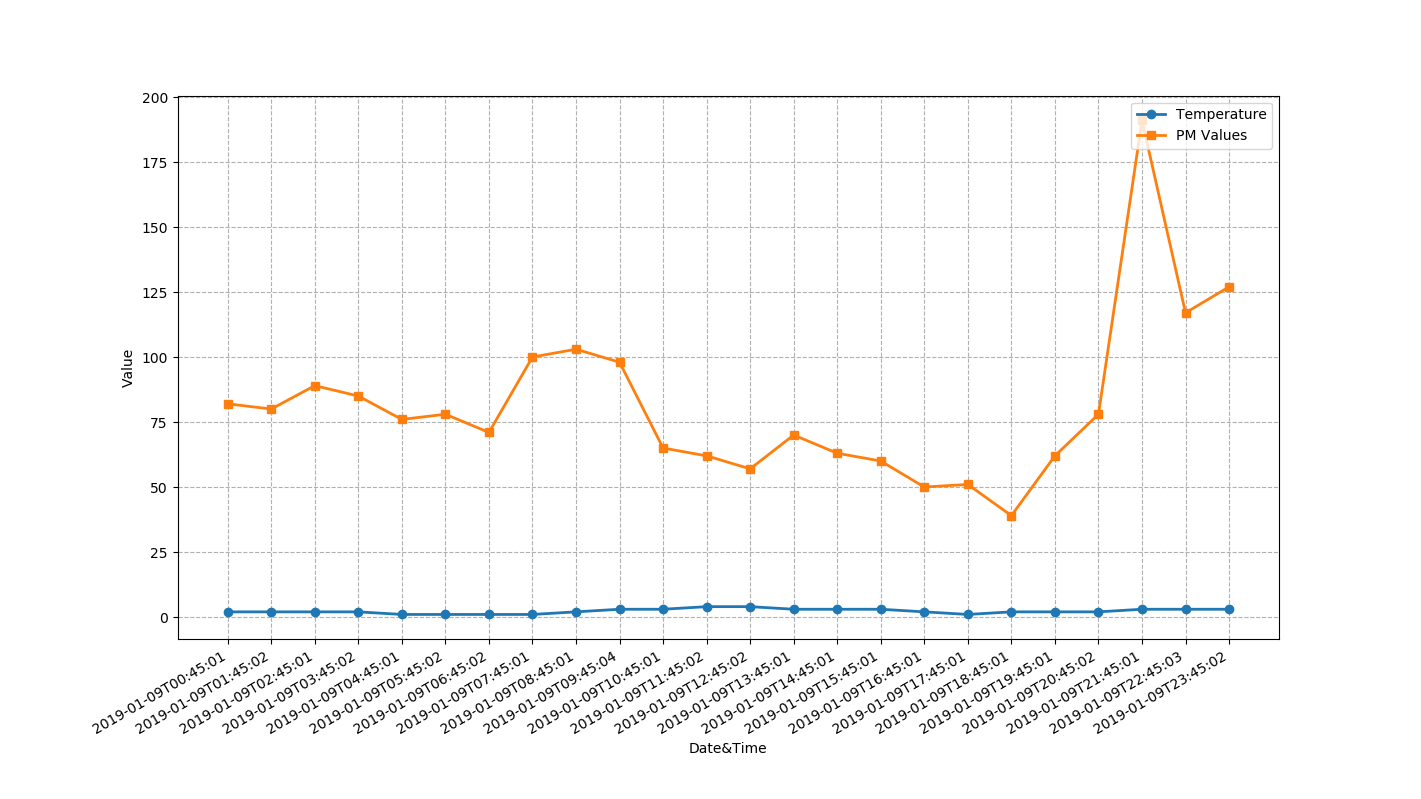 200
175
150
125
100
75
50
25
0
Value
Temperature
PM Values
2019-01-09T00:45:01
2019-01-09T01:45:02
2019-01-09T02:45:01
2019-01-09T03:45:02
2019-01-09T04:45:01
2019-01-09T05:45:02
2019-01-09T06:45:02
2019-01-09T07:45:01
2019-01-09T08:45:01
2019-01-09T09:45:04
2019-01-09T10:45:01
2019-01-09T11:45:02
2019-01-09T12:45:02
2019-01-09T13:45:01
2019-01-09T14:45:01
2019-01-09T15:45:01
2019-01-09T16:45:01
2019-01-09T17:45:01
2019-01-09T18:45:01
2019-01-09T19:45:01
2019-01-09T20:45:02
2019-01-09T21:45:01
2019-01-09T22:45:03
2019-01-09T23:45:02
Date&Time